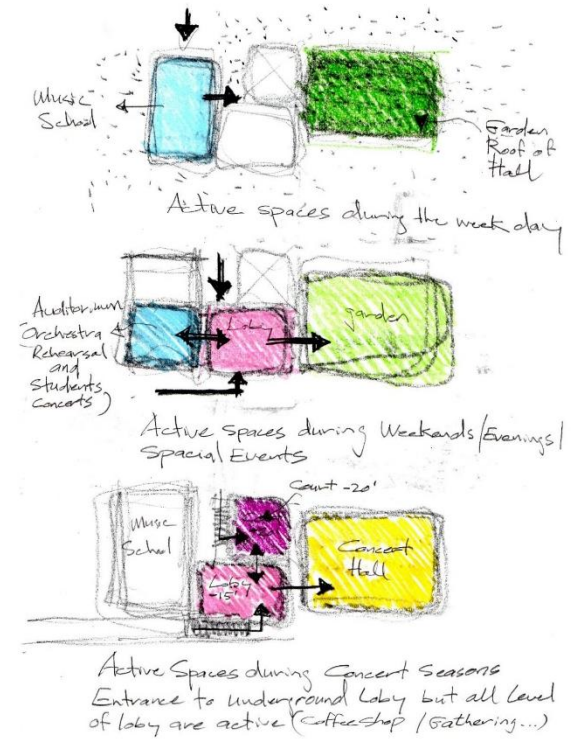 Music
School
Garden
Roof of
Hall
Active spaces during the week day
Auditorium
(Orchestra
Rehearsal
and
Students
Concerts)
Loby
garden
Active Spaces during Weekends/Evenings/
Spacial Events
Court -20'
Music
School
Loby
-15'
Concert
Hall
Active Spaces during Concert Seasons
Entrance to underground Loby but all Level
of loby are active (Coffee Shop / Gathering...)